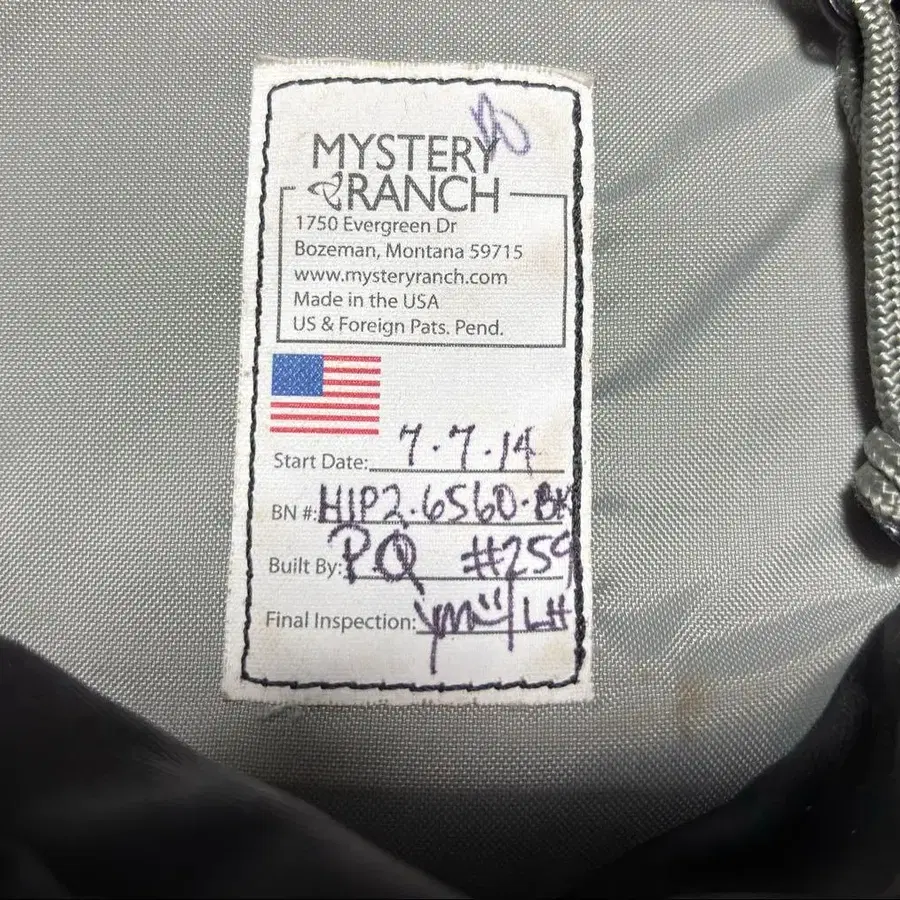 MYSTERY
RANCH
1750 Evergreen Dr
Bozeman, Montana 59715
www.mysteryranch.com
Made in the USA
US & Foreign Pats. Pend.
Start Date: 7.7.14
BN #: HIP2.6560.BK
Built By: PQ #259
Final Inspection: LH